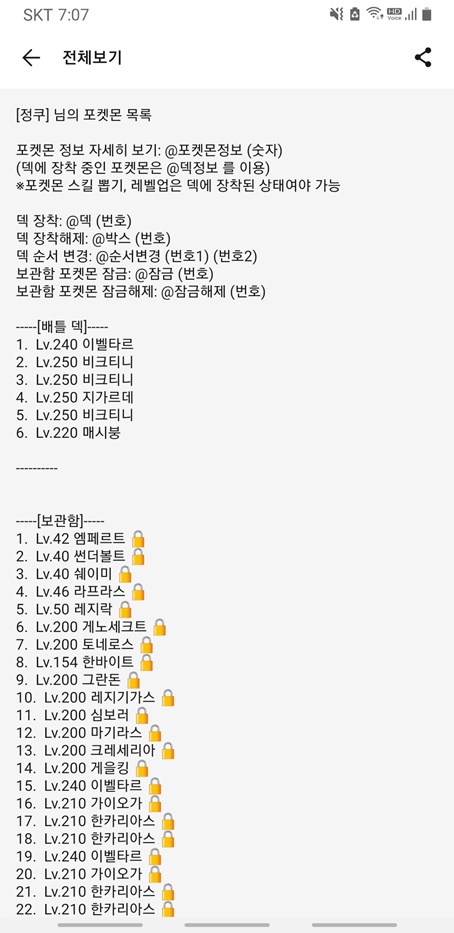 SKT 7:07
HD
Voice
전체보기
[정쿠] 님의 포켓몬 목록
포켓몬 정보 자세히 보기: @포켓몬정보 (숫자)
(덱에 장착 중인 포켓몬은 @덱정보 를 이용)
※포켓몬 스킬 뽑기, 레벨업은 덱에 장착된 상태여야 가능
덱 장착: @덱 (번호)
덱 장착해제: @박스 (번호)
덱 순서 변경: @순서변경 (번호1) (번호2)
보관함 포켓몬 잠금: @잠금 (번호)
보관함 포켓몬 잠금해제: @잠금해제 (번호)
-----[배틀 덱]-----
1. Lv.240 이벨타르
2. Lv.250 비크티니
3. Lv.250 비크티니
4. Lv.250 지가르데
5. Lv.250 비크티니
6. Lv.220 매시붕
----------
-----[보관함]-----
1. Lv.42 엠페르트 🔒
2. Lv.40 썬더볼트 🔒
3. Lv.40 쉐이미 🔒
4. Lv.46 라프라스 🔒
5. Lv.50 레지락 🔒
6. Lv.200 게노세크트 🔒
7. Lv.200 토네로스 🔒
8. Lv.154 한바이트 🔒
9. Lv.200 그란돈 🔒
10. Lv.200 레지기가스 🔒
11. Lv.200 심보러 🔒
12. Lv.200 마기라스 🔒
13. Lv.200 크레세리아 🔒
14. Lv.200 게을킹 🔒
15. Lv.240 이벨타르 🔒
16. Lv.210 가이오가 🔒
17. Lv.210 한카리아스 🔒
18. Lv.210 한카리아스 🔒
19. Lv.240 이벨타르 🔒
20. Lv.210 가이오가 🔒
21. Lv.210 한카리아스 🔒
22. Lv.210 한카리아스 🔒